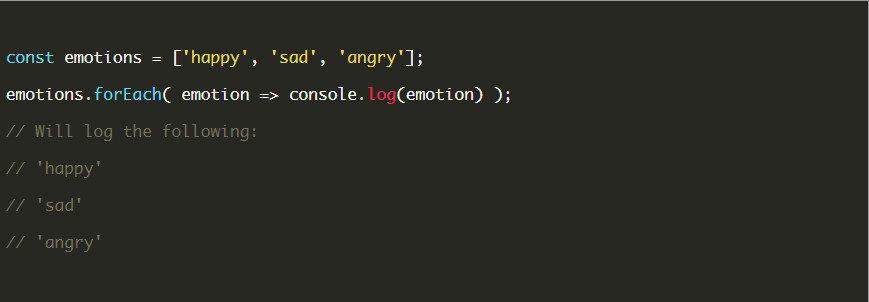 const emotions = ['happy', 'sad', 'angry'];
emotions.forEach( emotion => console.log(emotion) );
// Will log the following:
// 'happy'
// 'sad'
// 'angry'